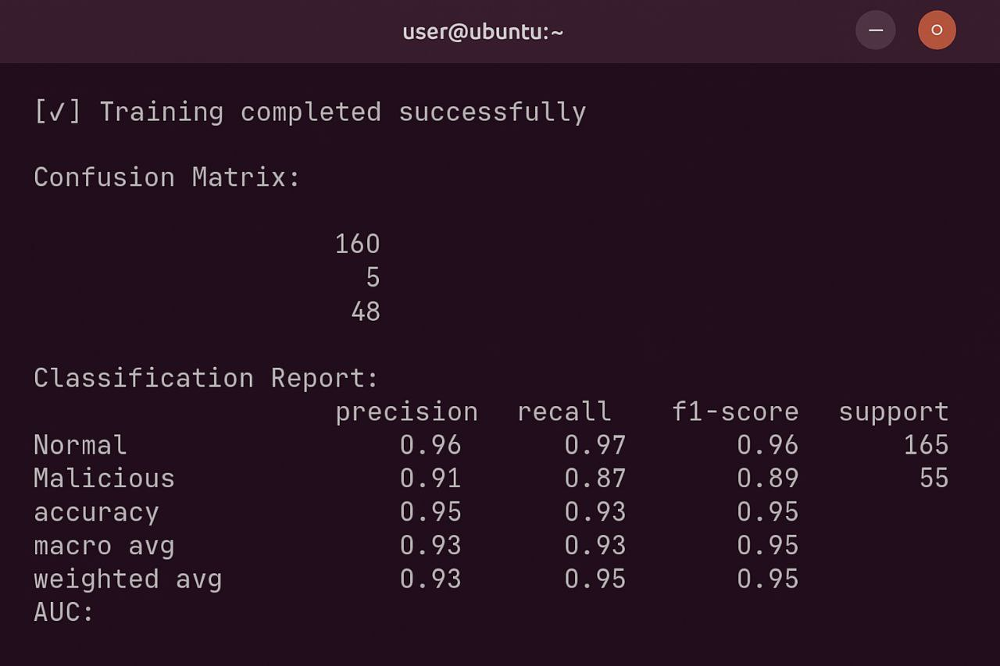 user@ubuntu:~
[✓] Training completed successfully
Confusion Matrix:
160
5
48
Classification Report:
precision recall f1-score support
Normal 0.96 0.97 0.96 165
Malicious 0.91 0.87 0.89 55
accuracy 0.95 0.93 0.95
macro avg 0.93 0.93 0.95
weighted avg 0.93 0.95 0.95
AUC: